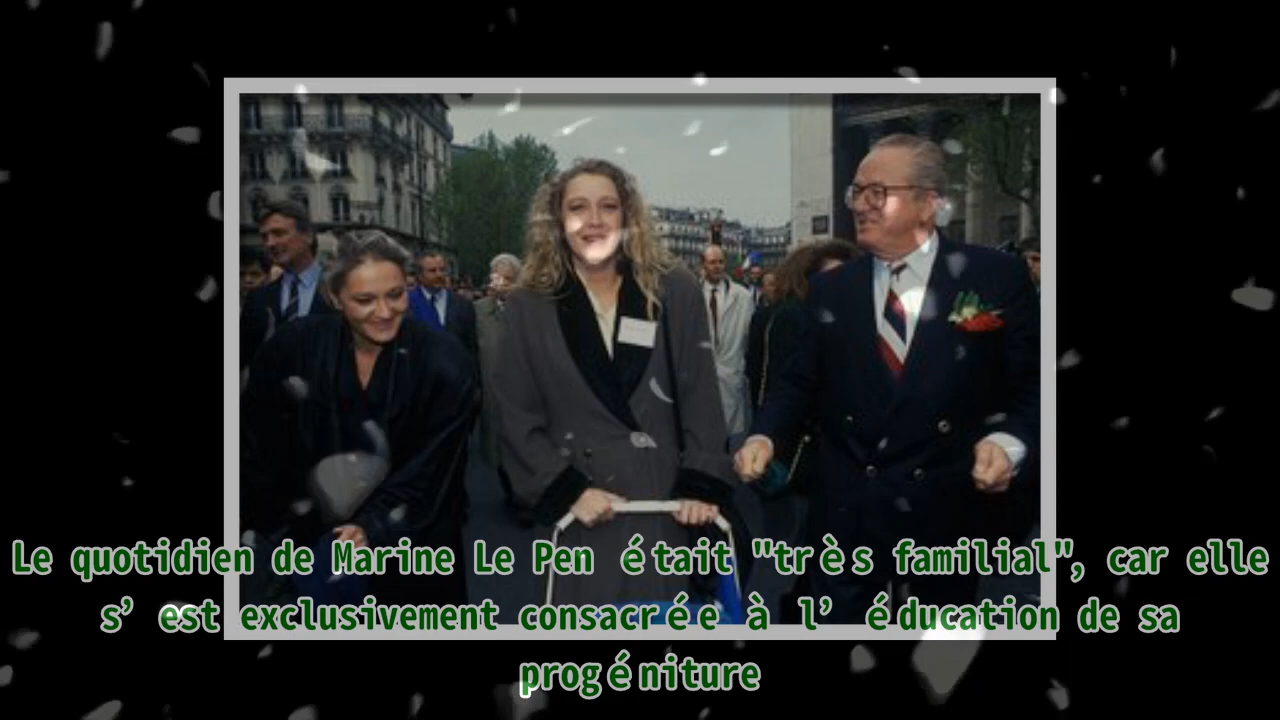 Le quotidien de Marine Le Pen était "très familial", car elle
s’ est exclusivement consacrée à l’ éducation de sa
progéniture